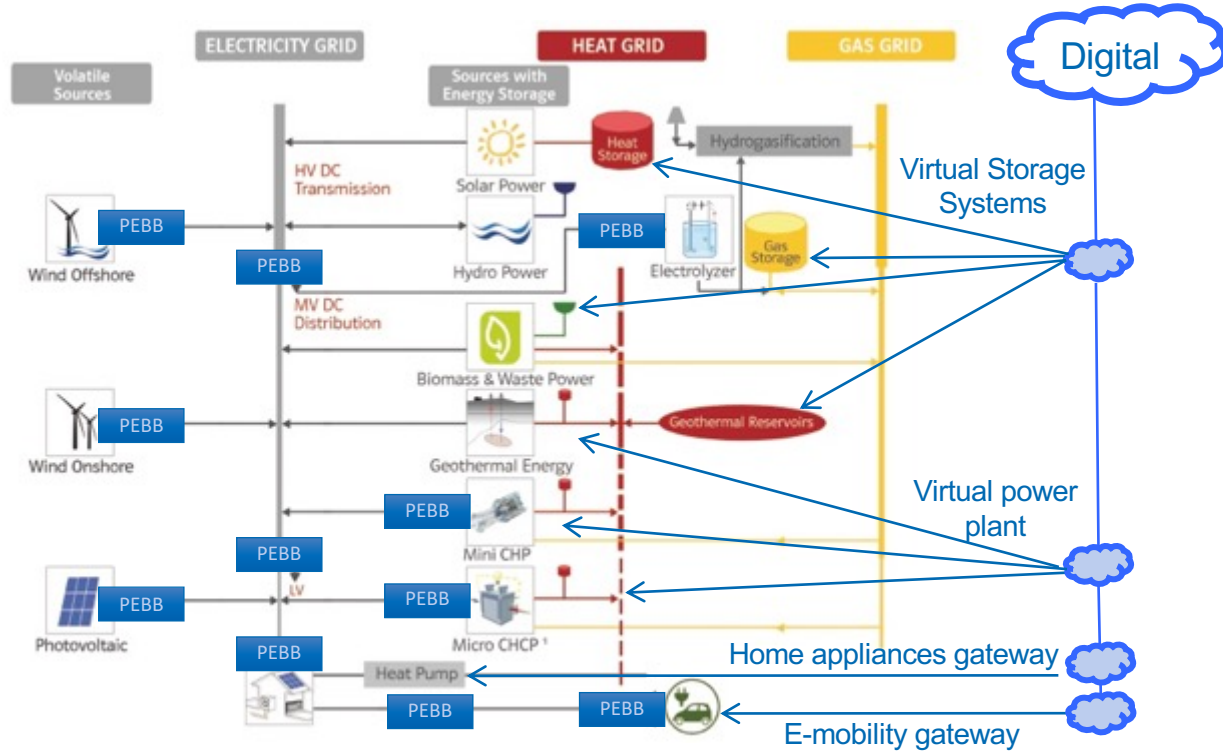 ELECTRICITY GRID
HEAT GRID
GAS GRID
Digital
Volatile
Sources
Sources with
Energy Storage
Heat
Storage
Hydrogasification
HV DC
Transmission
Solar Power
Virtual Storage
Systems
PEBB
PEBB
Wind Offshore
PEBB
Hydro Power
Electrolyzer
Gas
Storage
MV DC
Distribution
Biomass & Waste Power
PEBB
Geothermal Reservoirs
Wind Onshore
Geothermal Energy
Virtual power
plant
PEBB
Mini CHP
PEBB
LV
PEBB
PEBB
Photovoltaic
Micro CHCP ¹
PEBB
Heat Pump
Home appliances gateway
PEBB
PEBB
E-mobility gateway